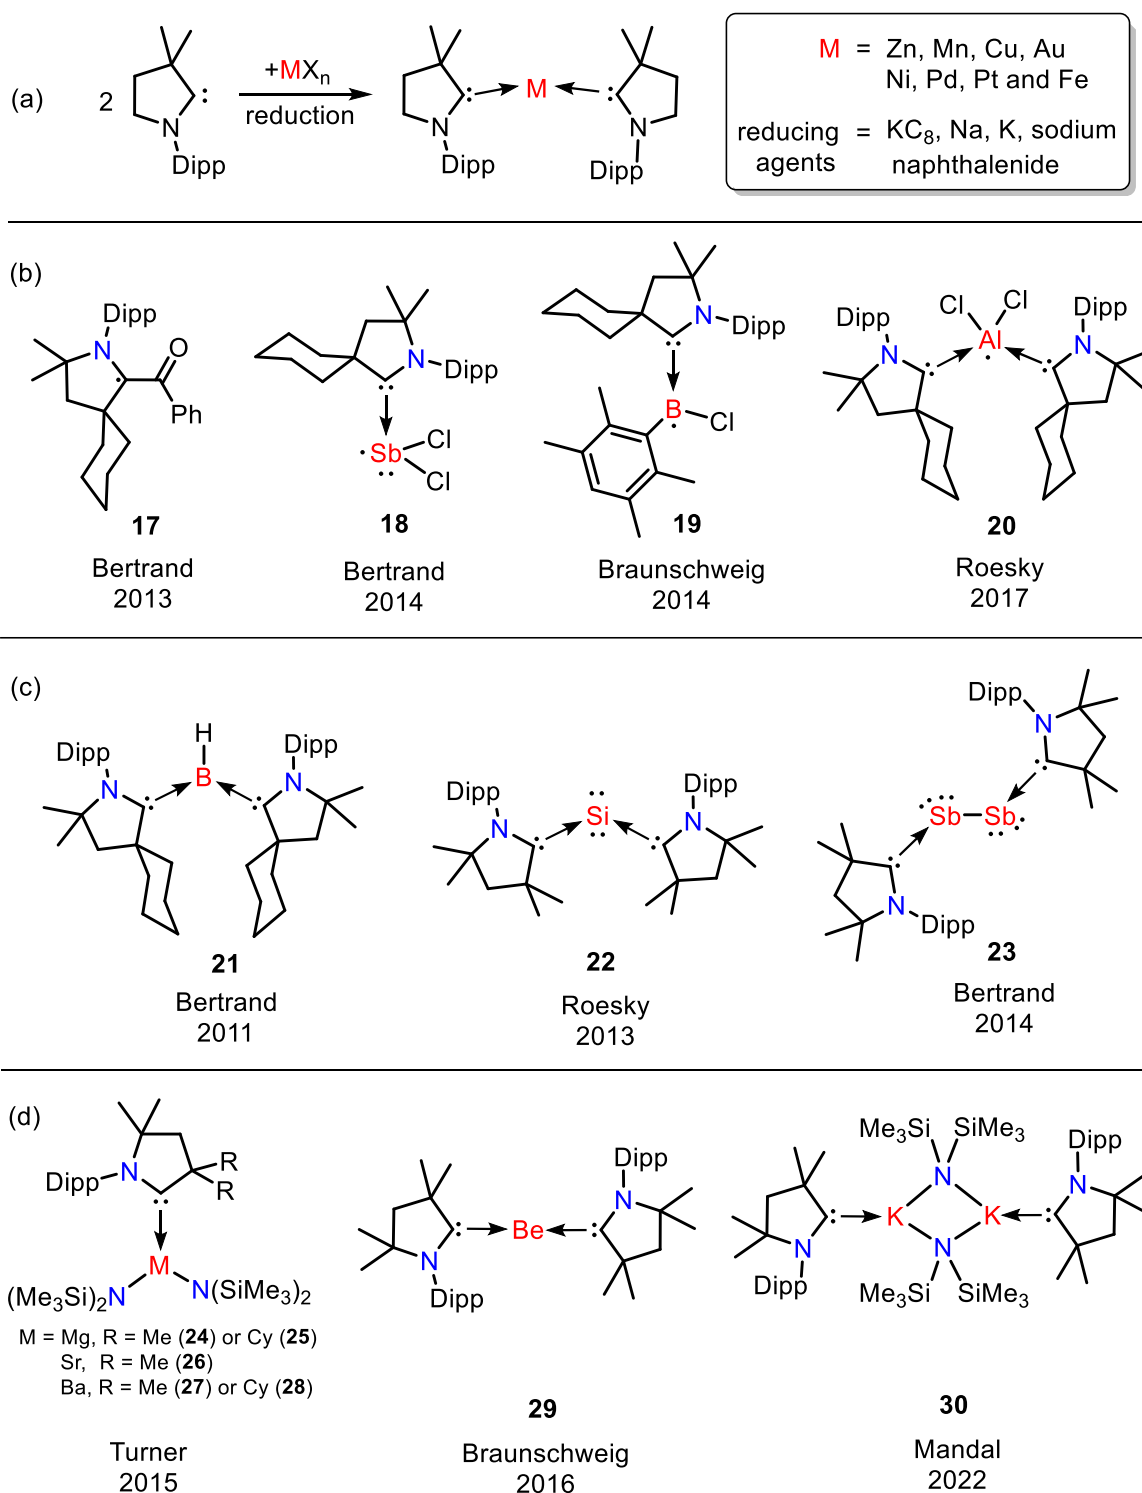 (a)
2
N
Dipp
:
+MXₙ
reduction
:
N
Dipp
M
:
N
Dipp
M = Zn, Mn, Cu, Au
Ni, Pd, Pt and Fe
reducing = KC₈, Na, K, sodium
agents naphthalenide
(b)
Dipp
N
O
Ph
17
Bertrand
2013
N
Dipp
Sb
Cl
Cl
18
Bertrand
2014
N
Dipp
B
Cl
19
Braunschweig
2014
Dipp
N
Cl
Cl
Al
Dipp
N
20
Roesky
2017
(c)
Dipp
N
H
B
Dipp
N
21
Bertrand
2011
Dipp
N
Si
Dipp
N
22
Roesky
2013
Dipp
N
Sb
Sb
N
Dipp
23
Bertrand
2014
(d)
Dipp
N
R
R
M
(Me₃Si)₂N
N(SiMe₃)₂
M = Mg, R = Me (24) or Cy (25)
Sr, R = Me (26)
Ba, R = Me (27) or Cy (28)
Turner
2015
N
Dipp
Be
Dipp
N
29
Braunschweig
2016
N
Dipp
Me₃Si
SiMe₃
N
K
K
N
Me₃Si
SiMe₃
Dipp
N
30
Mandal
2022